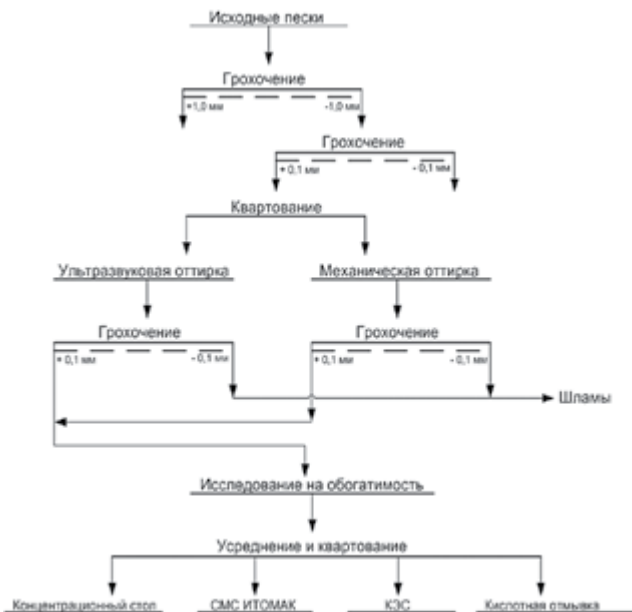 Исходные пески
Грохочение
+1,0 мм -1,0 мм
Грохочение
+ 0,1 мм - 0,1 мм
Квартование
Ультразвуковая оттирка Механическая оттирка
Грохочение Грохочение
+ 0,1 мм - 0,1 мм + 0,1 мм - 0,1 мм
Шламы
Исследование на обогатимость
Усреднение и квартование
Концентрационный стол СМС ИТОМАК КЭС Кислотная отмывка